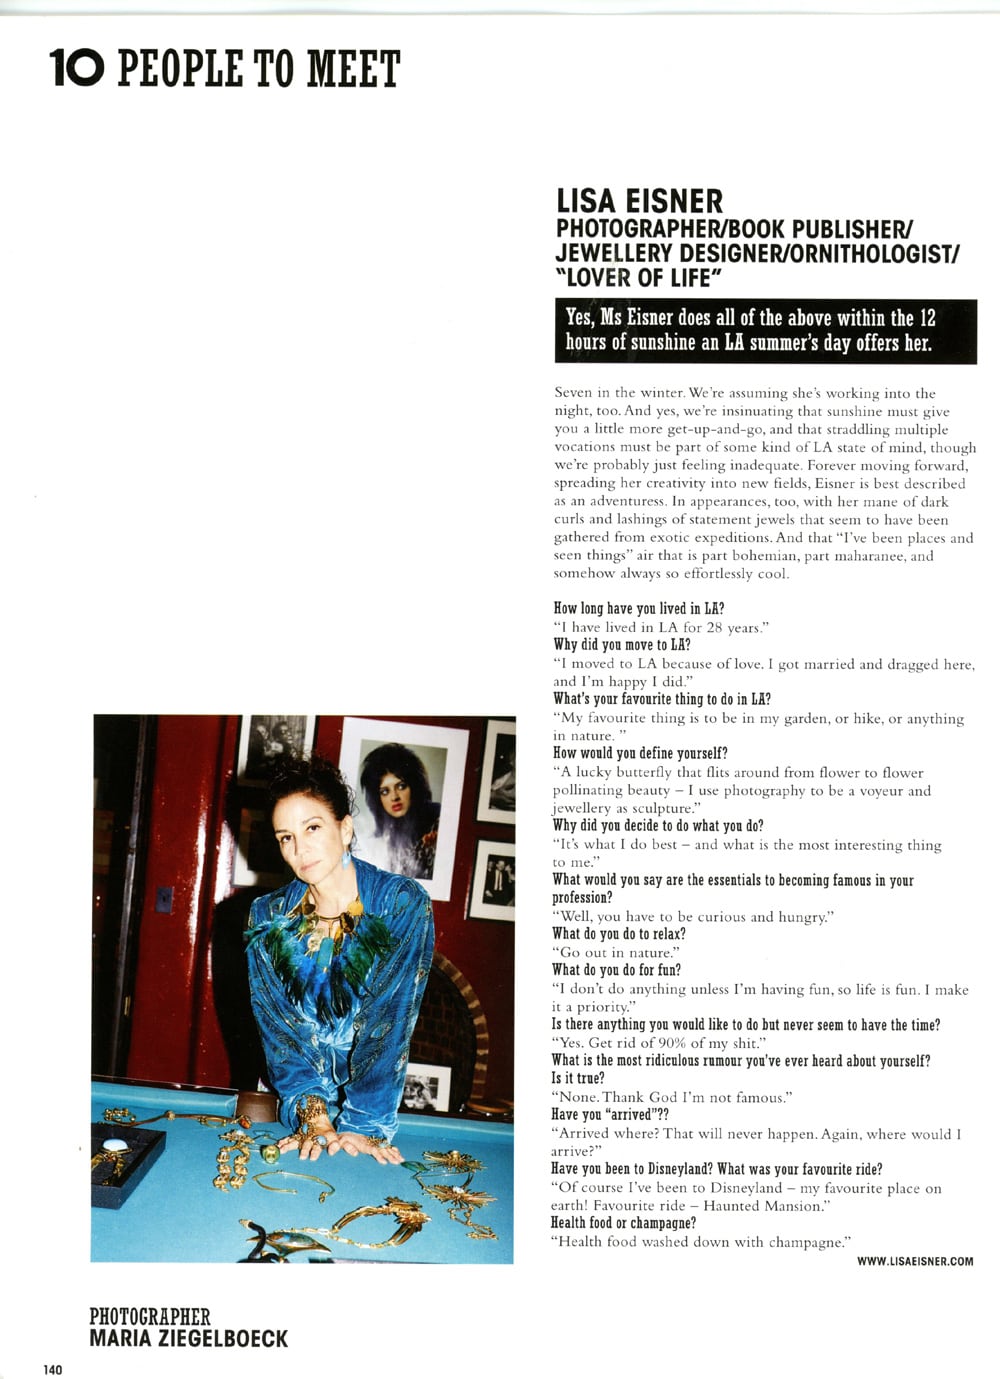 10 PEOPLE TO MEET
LISA EISNER
PHOTOGRAPHER/BOOK PUBLISHER/
JEWELLERY DESIGNER/ORNITHOLOGIST/
"LOVER OF LIFE"
Yes, Ms Eisner does all of the above within the 12
hours of sunshine an LA summer's day offers her.
Seven in the winter. We're assuming she's working into the
night, too. And yes, we're insinuating that sunshine must give
you a little more get-up-and-go, and that straddling multiple
vocations must be part of some kind of LA state of mind, though
we're probably just feeling inadequate. Forever moving forward,
spreading her creativity into new fields, Eisner is best described
as an adventuress. In appearances, too, with her mane of dark
curls and lashings of statement jewels that seem to have been
gathered from exotic expeditions. And that "I've been places and
seen things" air that is part bohemian, part maharanee, and
somehow always so effortlessly cool.
How long have you lived in LA?
"I have lived in LA for 28 years."
Why did you move to LA?
"I moved to LA because of love. I got married and dragged here,
and I'm happy I did."
What's your favourite thing to do in LA?
"My favourite thing is to be in my garden, or hike, or anything
in nature. "
How would you define yourself?
"A lucky butterfly that flits around from flower to flower
pollinating beauty – I use photography to be a voyeur and
jewellery as sculpture."
Why did you decide to do what you do?
"It's what I do best – and what is the most interesting thing
to me."
What would you say are the essentials to becoming famous in your
profession?
"Well, you have to be curious and hungry."
What do you do to relax?
"Go out in nature."
What do you do for fun?
"I don't do anything unless I'm having fun, so life is fun. I make
it a priority."
Is there anything you would like to do but never seem to have the time?
"Yes. Get rid of 90% of my shit."
What is the most ridiculous rumour you've ever heard about yourself?
Is it true?
"None. Thank God I'm not famous."
Have you "arrived"??
"Arrived where? That will never happen. Again, where would I
arrive?"
Have you been to Disneyland? What was your favourite ride?
"Of course I've been to Disneyland – my favourite place on
earth! Favourite ride – Haunted Mansion."
Health food or champagne?
"Health food washed down with champagne."
WWW.LISAEISNER.COM
PHOTOGRAPHER
MARIA ZIEGELBOECK
140